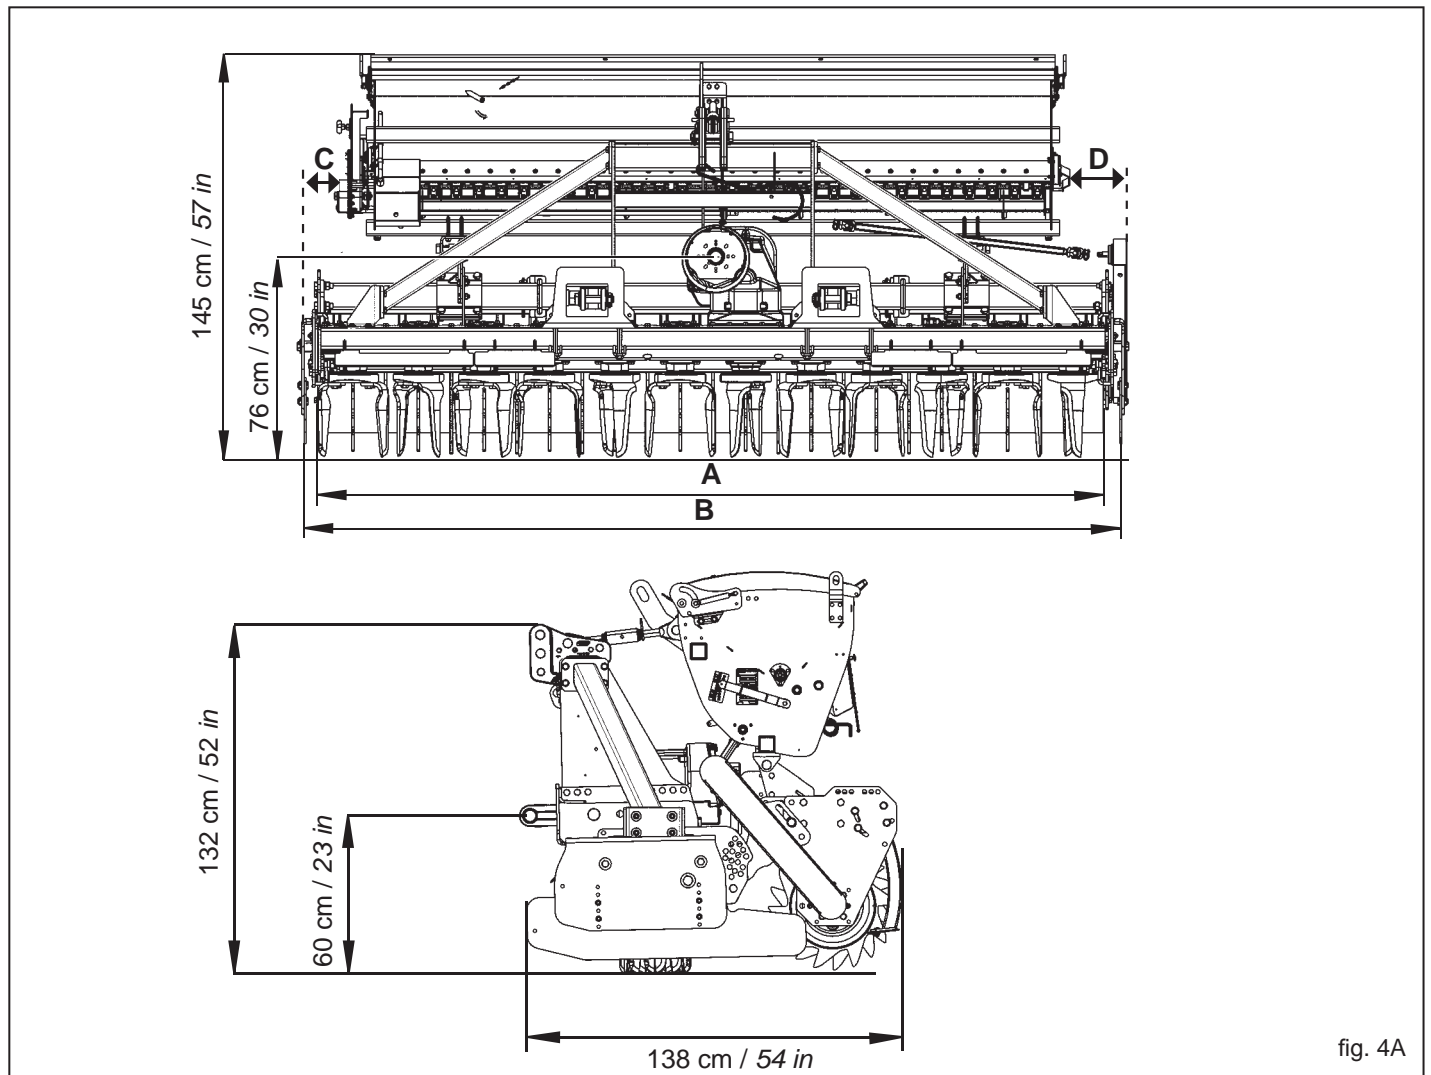 C
D
145 cm / 57 in
76 cm / 30 in
A
B
132 cm / 52 in
60 cm / 23 in
138 cm / 54 in
fig. 4A